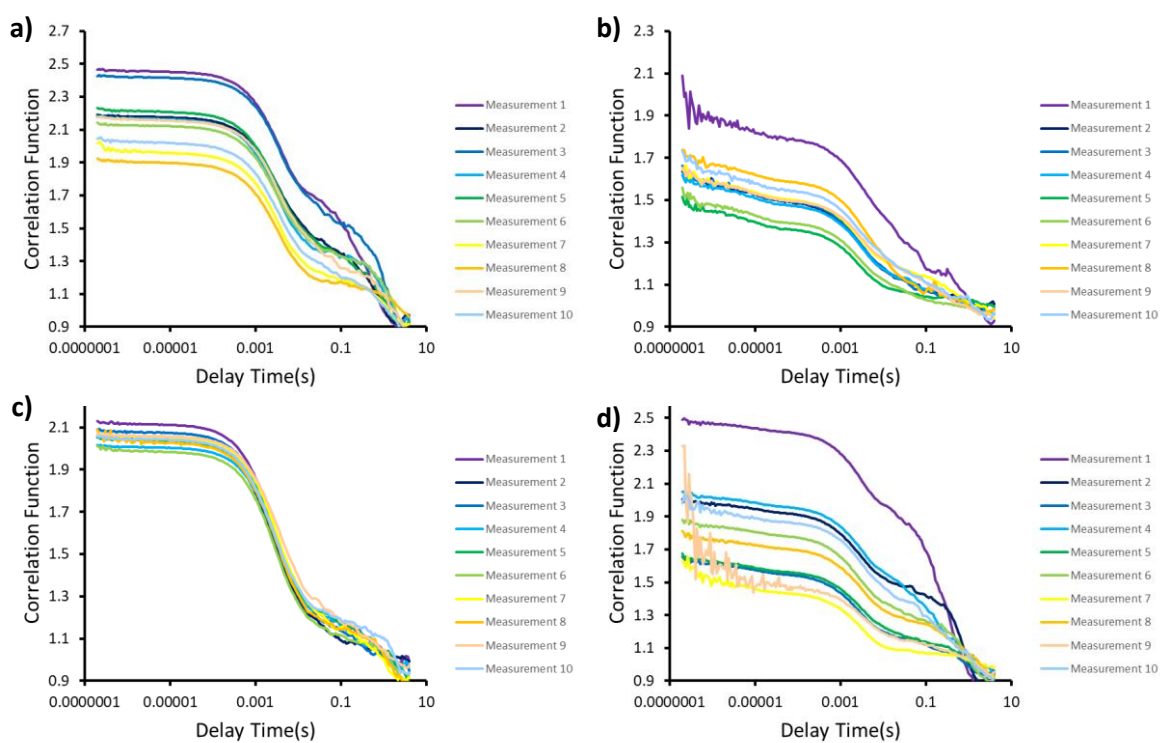 a)
Correlation Function
2.7
2.5
2.3
2.1
1.9
1.7
1.5
1.3
1.1
0.9
0.0000001
0.00001
0.001
0.1
10
Delay Time(s)
Measurement 1
Measurement 2
Measurement 3
Measurement 4
Measurement 5
Measurement 6
Measurement 7
Measurement 8
Measurement 9
Measurement 10
b)
Correlation Function
2.3
2.1
1.9
1.7
1.5
1.3
1.1
0.9
0.0000001
0.00001
0.001
0.1
10
Delay Time(s)
Measurement 1
Measurement 2
Measurement 3
Measurement 4
Measurement 5
Measurement 6
Measurement 7
Measurement 8
Measurement 9
Measurement 10
c)
Correlation Function
2.1
1.9
1.7
1.5
1.3
1.1
0.9
0.0000001
0.00001
0.001
0.1
10
Delay Time(s)
Measurement 1
Measurement 2
Measurement 3
Measurement 4
Measurement 5
Measurement 6
Measurement 7
Measurement 8
Measurement 9
Measurement 10
d)
Correlation Function
2.5
2.3
2.1
1.9
1.7
1.5
1.3
1.1
0.9
0.0000001
0.00001
0.001
0.1
10
Delay Time(s)
Measurement 1
Measurement 2
Measurement 3
Measurement 4
Measurement 5
Measurement 6
Measurement 7
Measurement 8
Measurement 9
Measurement 10